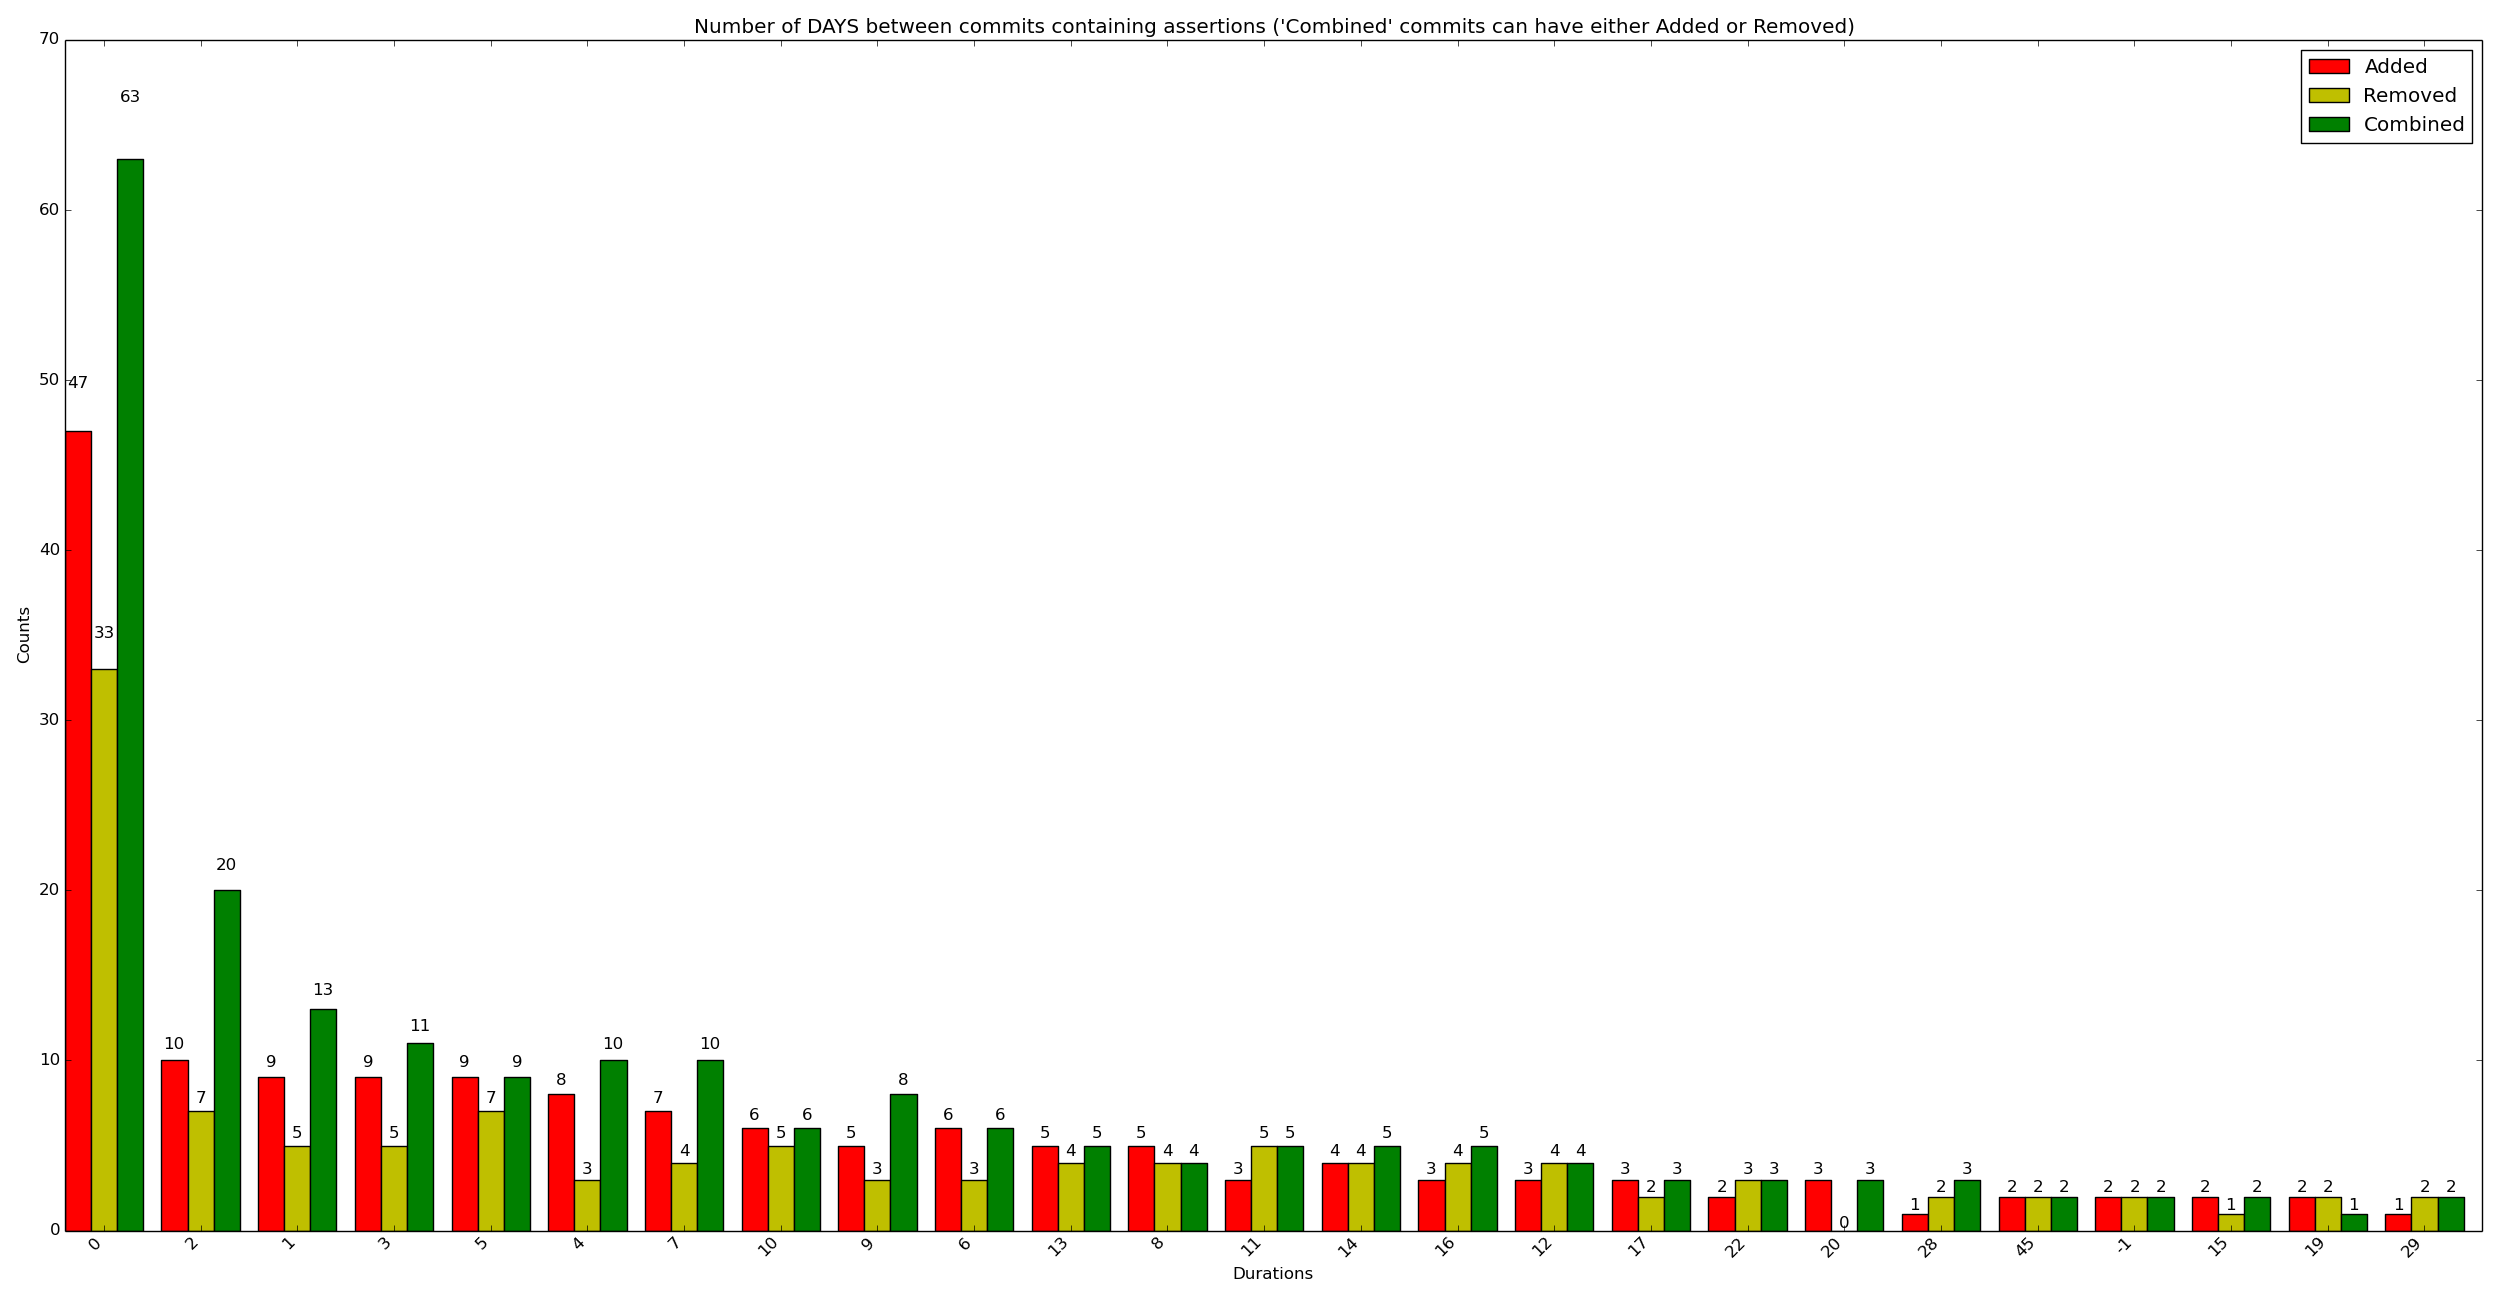 Number of DAYS between commits containing assertions ('Combined' commits can have either Added or Removed)
Added
Removed
Combined
Counts
70
60
50
40
30
20
10
0
47 33 63
10 7 20
9 5 13
9 5 11
9 7 9
8 3 10
7 4 10
6 5 6
5 3 8
6 3 6
5 4 5
5 4 4
3 5 5
4 4 5
3 4 5
3 4 4
3 2 3
2 3 3
3 0 3
1 2 3
2 2 2
2 2 2
2 1 2
2 2 1
1 2 2
0 2 1 3 5 4 7 10 9 6 13 8 11 14 16 12 17 22 20 28 45 -1 15 19 29
Durations